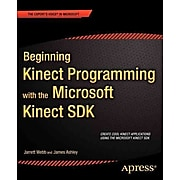 THE EXPERT'S VOICE® IN MICROSOFT
Beginning
Kinect Programming
with the Microsoft
Kinect SDK
CREATE COOL KINECT APPLICATIONS
USING THE MICROSOFT KINECT SDK
Jarrett Webb and James Ashley
Apress®